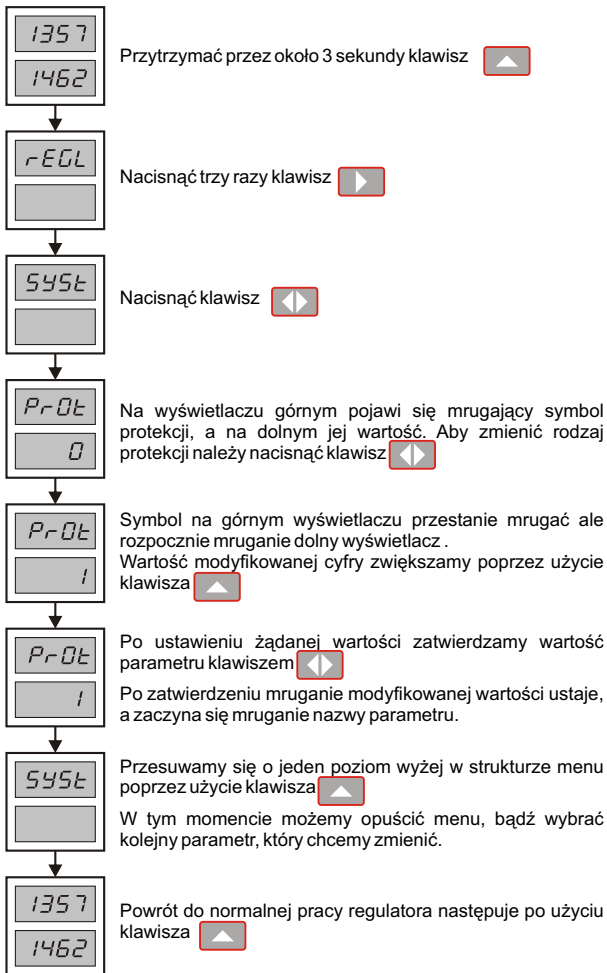 1357
1462
Przytrzymać przez około 3 sekundy klawisz
rEGL
Nacisnąć trzy razy klawisz
SYSt
Nacisnąć klawisz
PrOt
0
Na wyświetlaczu górnym pojawi się mrugający symbol
protekcji, a na dolnym jej wartość. Aby zmienić rodzaj
protekcji należy nacisnąć klawisz
PrOt
1
Symbol na górnym wyświetlaczu przestanie mrugać ale
rozpocznie mruganie dolny wyświetlacz .
Wartość modyfikowanej cyfry zwiększamy poprzez użycie
klawisza
PrOt
1
Po ustawieniu żądanej wartości zatwierdzamy wartość
parametru klawiszem
Po zatwierdzeniu mruganie modyfikowanej wartości ustaje,
a zaczyna się mruganie nazwy parametru.
SYSt
Przesuwamy się o jeden poziom wyżej w strukturze menu
poprzez użycie klawisza
W tym momencie możemy opuścić menu, bądź wybrać
kolejny parametr, który chcemy zmienić.
1357
1462
Powrót do normalnej pracy regulatora następuje po użyciu
klawisza